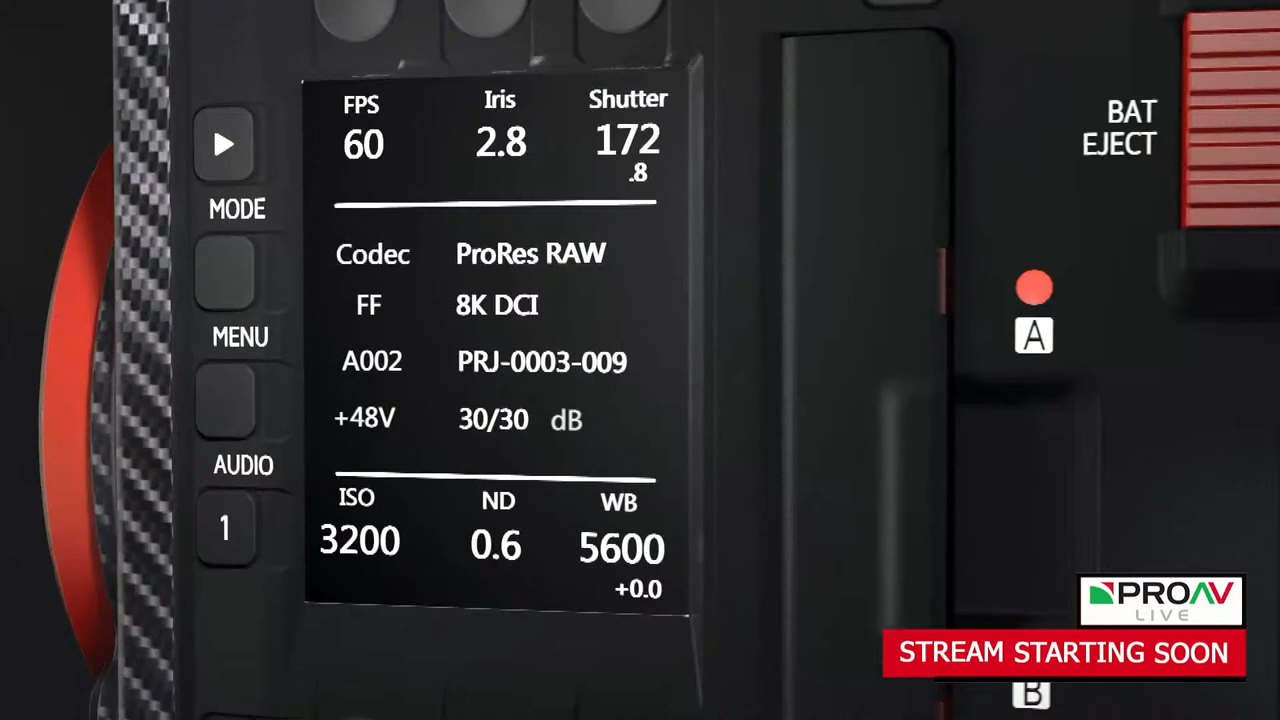 FPS Iris Shutter
60 2.8 172
.8
Codec ProRes RAW
FF 8K DCI
A002 PRJ-0003-009
+48V 30/30 dB
ISO ND WB
3200 0.6 5600
+0.0
MODE
MENU
AUDIO
1
BAT
EJECT
A
B
PROAV
LIVE
STREAM STARTING SOON